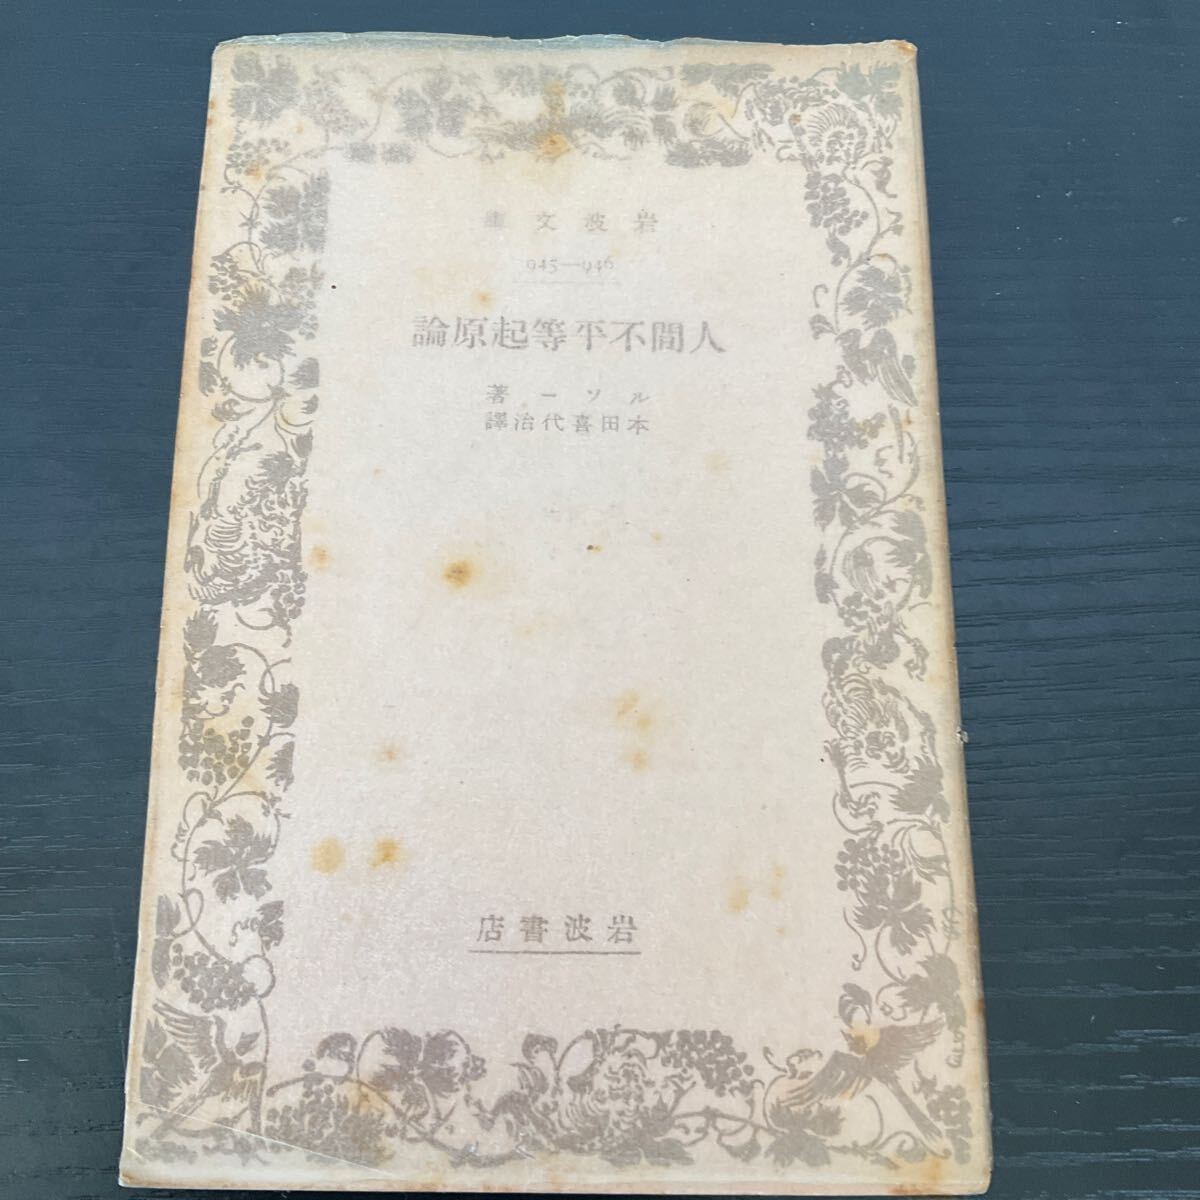 岩波文庫
945—946
人間不平等起原論
ルソー著
本田喜代治譯
岩波書店